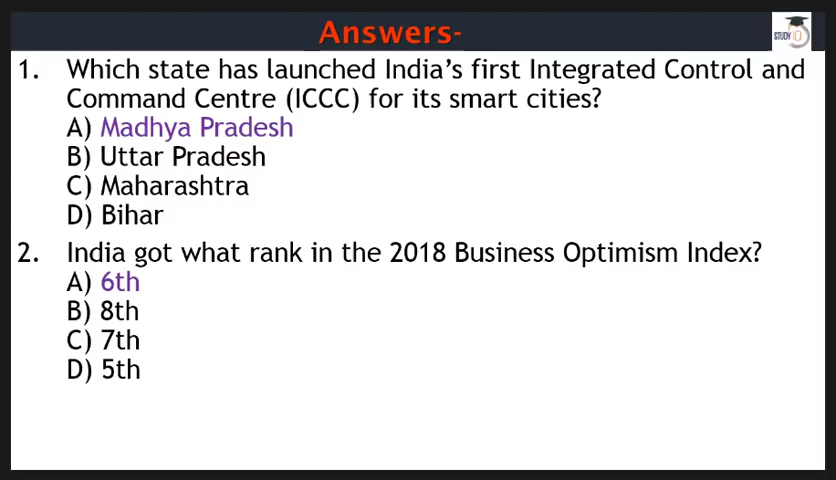 Answers-
STUDY IQ
1. Which state has launched India's first Integrated Control and
Command Centre (ICCC) for its smart cities?
A) Madhya Pradesh
B) Uttar Pradesh
C) Maharashtra
D) Bihar
2. India got what rank in the 2018 Business Optimism Index?
A) 6th
B) 8th
C) 7th
D) 5th